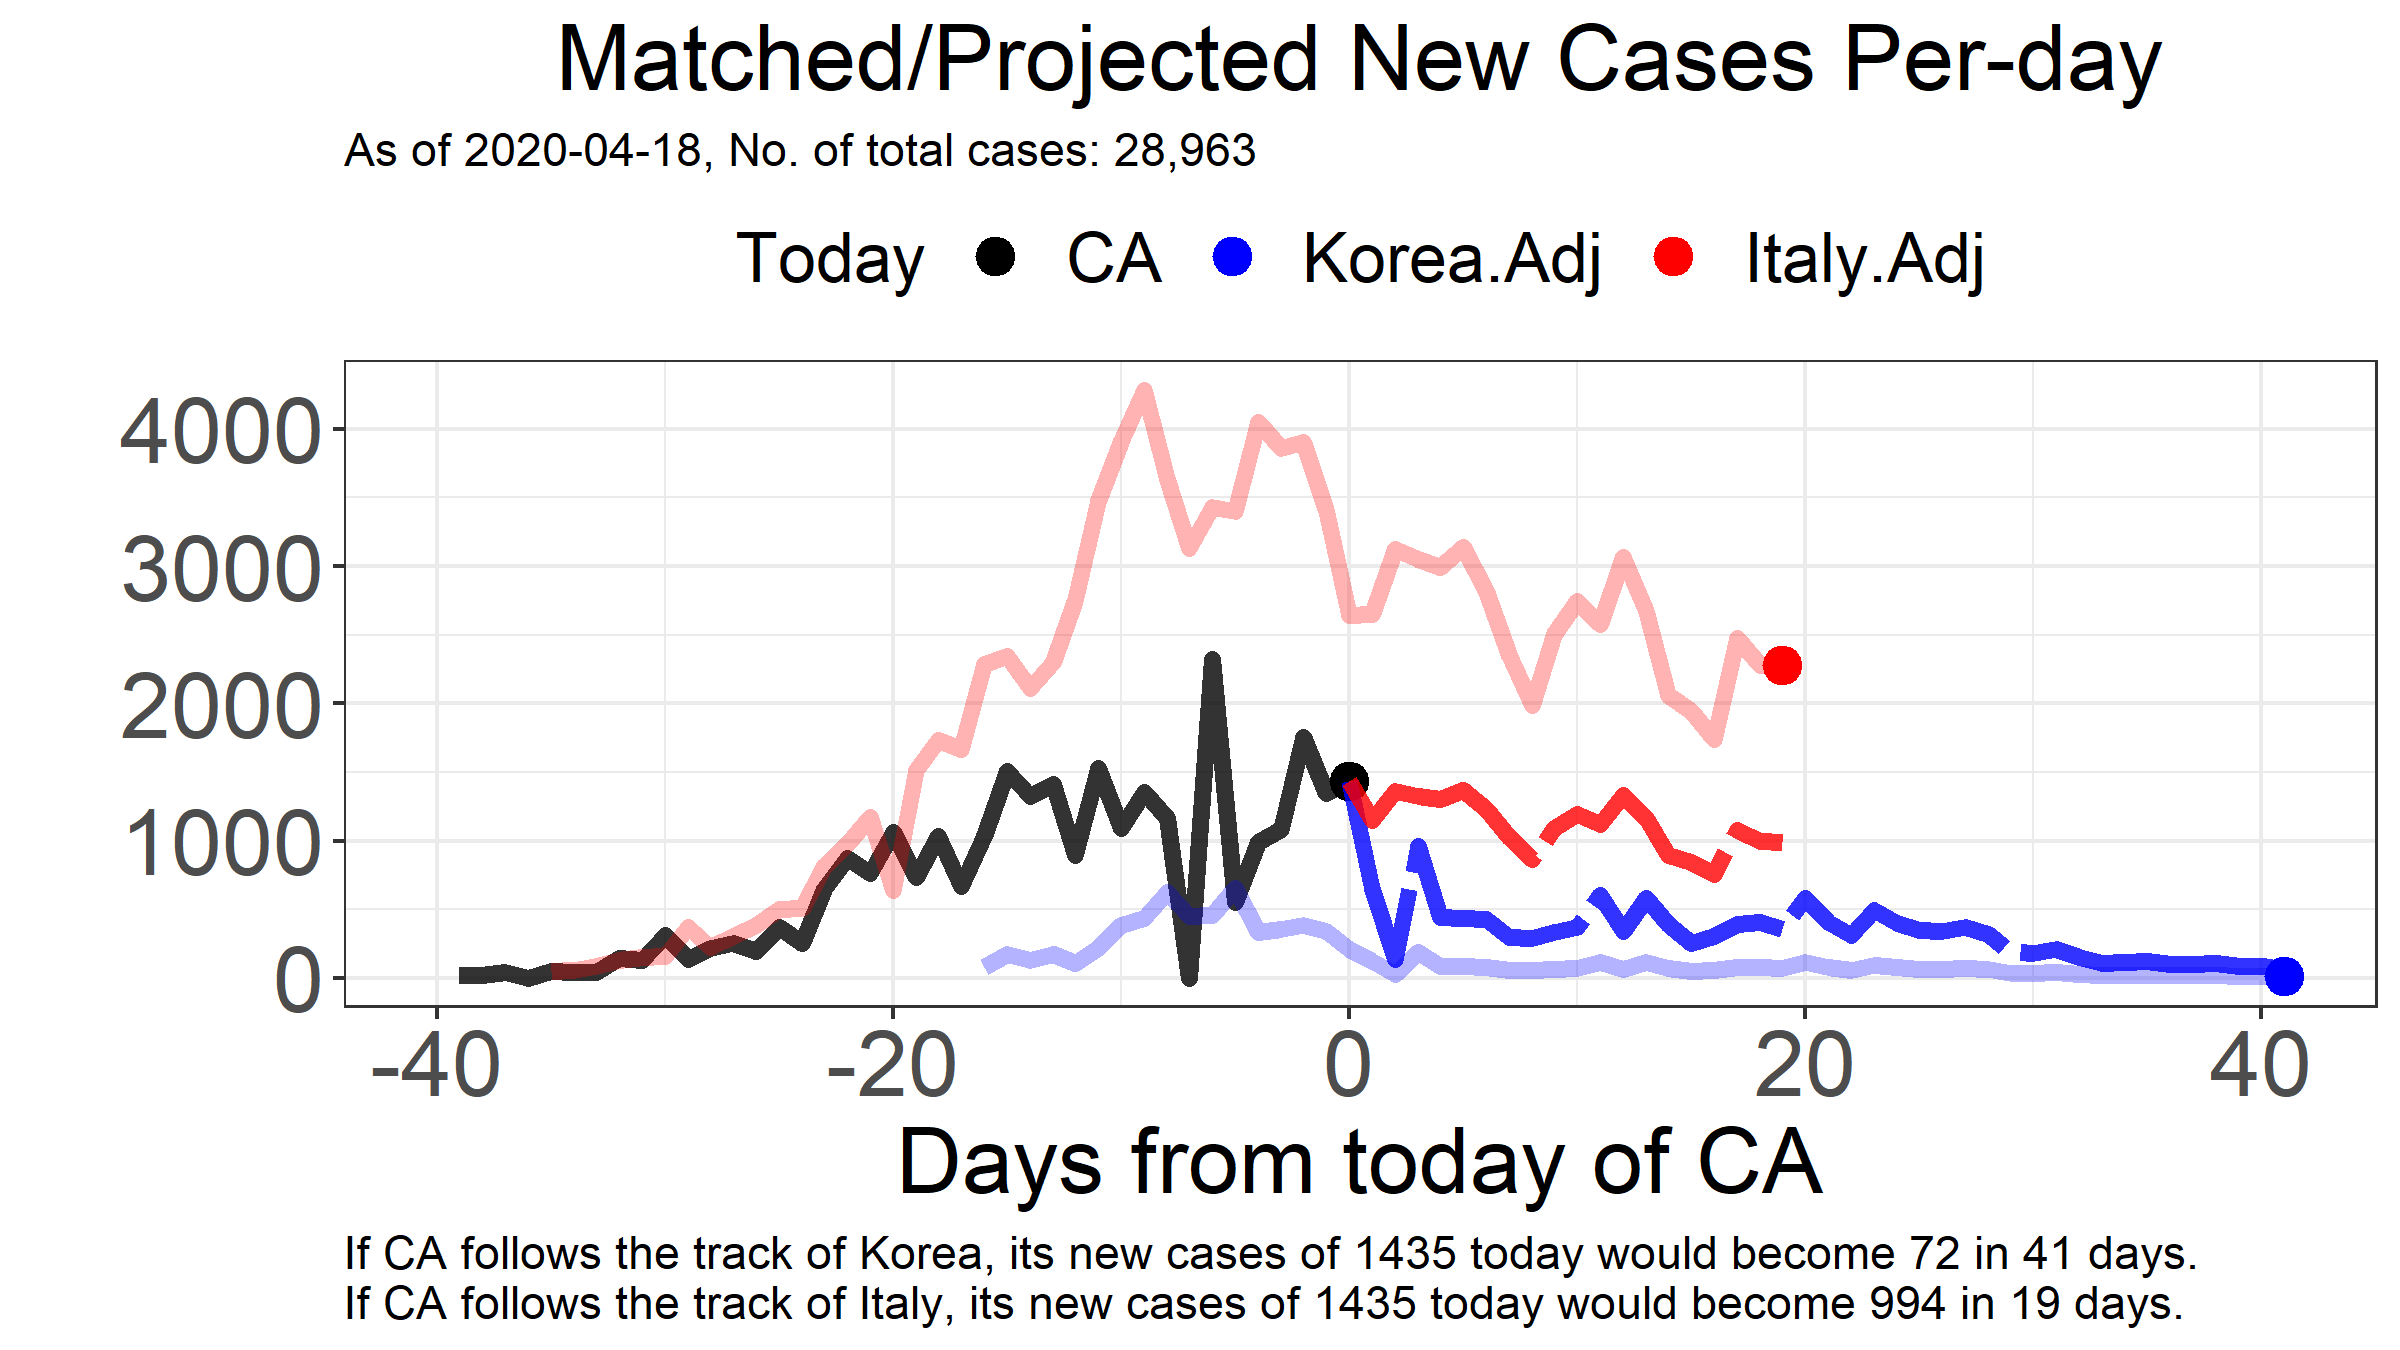 Matched/Projected New Cases Per-day
As of 2020-04-18, No. of total cases: 28,963
Today CA Korea.Adj Italy.Adj
4000
3000
2000
1000
0
-40 -20 0 20 40
Days from today of CA
If CA follows the track of Korea, its new cases of 1435 today would become 72 in 41 days.
If CA follows the track of Italy, its new cases of 1435 today would become 994 in 19 days.